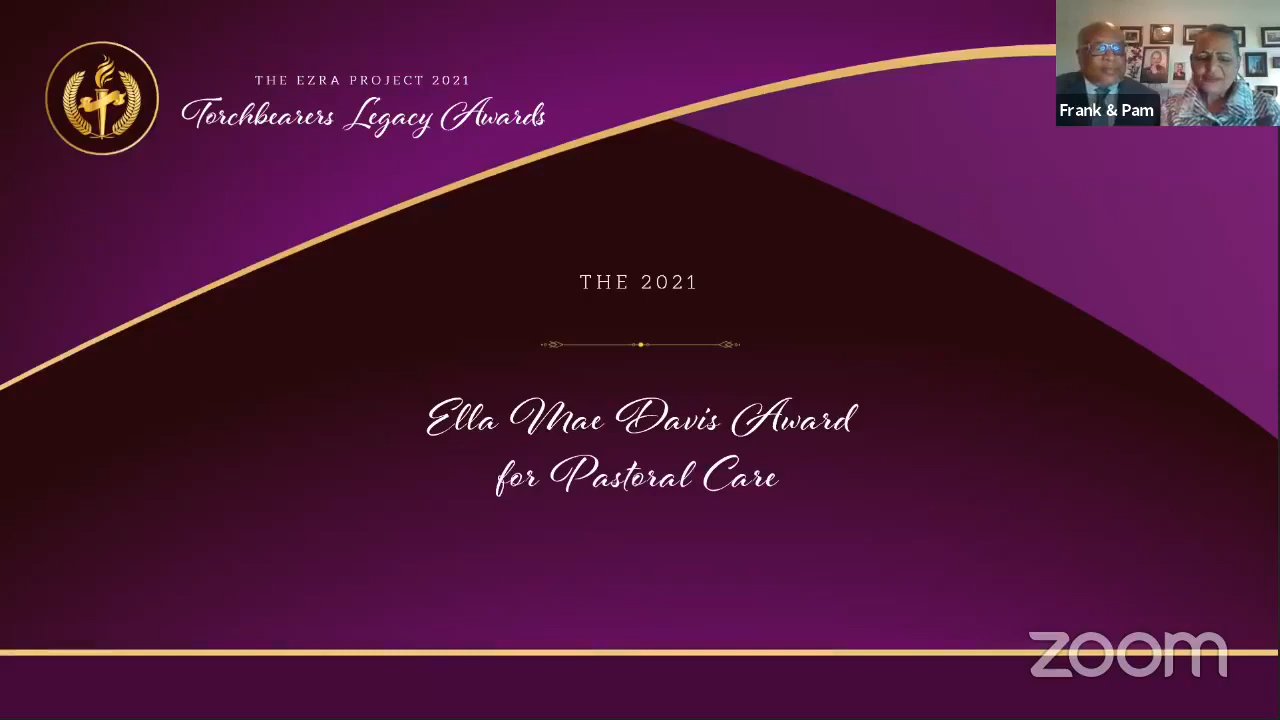 THE EZRA PROJECT 2021
Torchbearers Legacy Awards
Frank & Pam
THE 2021
Ella Mae Davis Award
for Pastoral Care
zoom